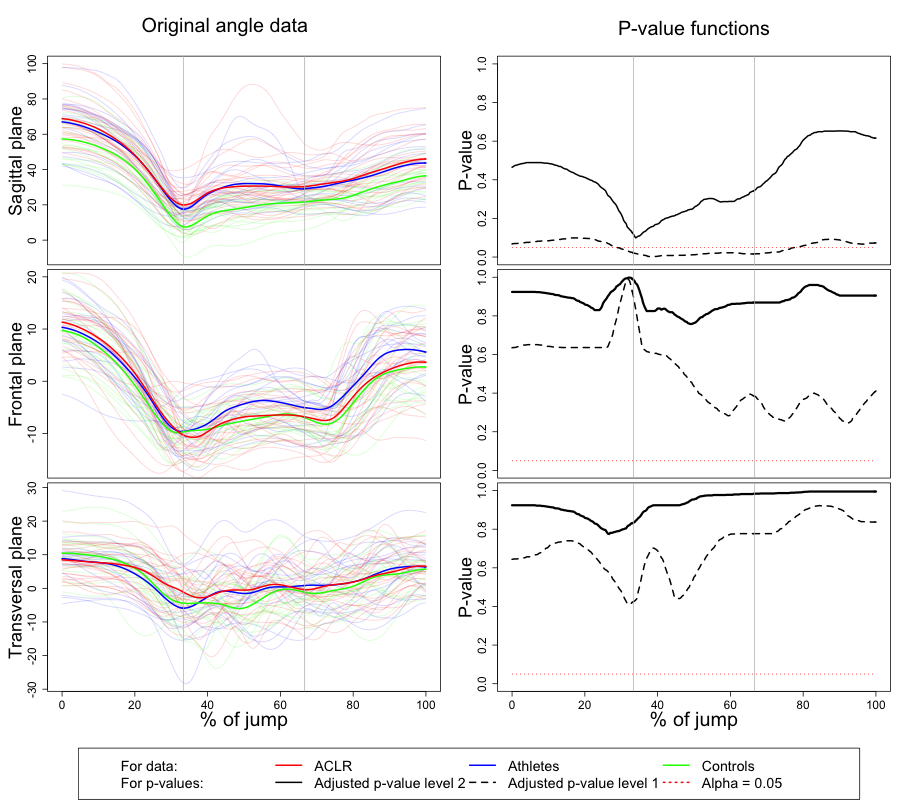 Original angle data
P-value functions
Sagittal plane
0 20 40 60 80 100
P-value
0.0 0.2 0.4 0.6 0.8 1.0
Frontal plane
-10 0 10 20
P-value
0.0 0.2 0.4 0.6 0.8 1.0
Transversal plane
-30 -20 -10 0 10 20 30
P-value
0.0 0.2 0.4 0.6 0.8 1.0
0 20 40 60 80 100
0 20 40 60 80 100
% of jump
% of jump
For data: ACLR Athletes Controls
For p-values: Adjusted p-value level 2 Adjusted p-value level 1 Alpha = 0.05